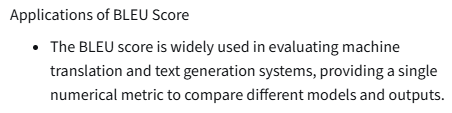 Applications of BLEU Score
• The BLEU score is widely used in evaluating machine
translation and text generation systems, providing a single
numerical metric to compare different models and outputs.